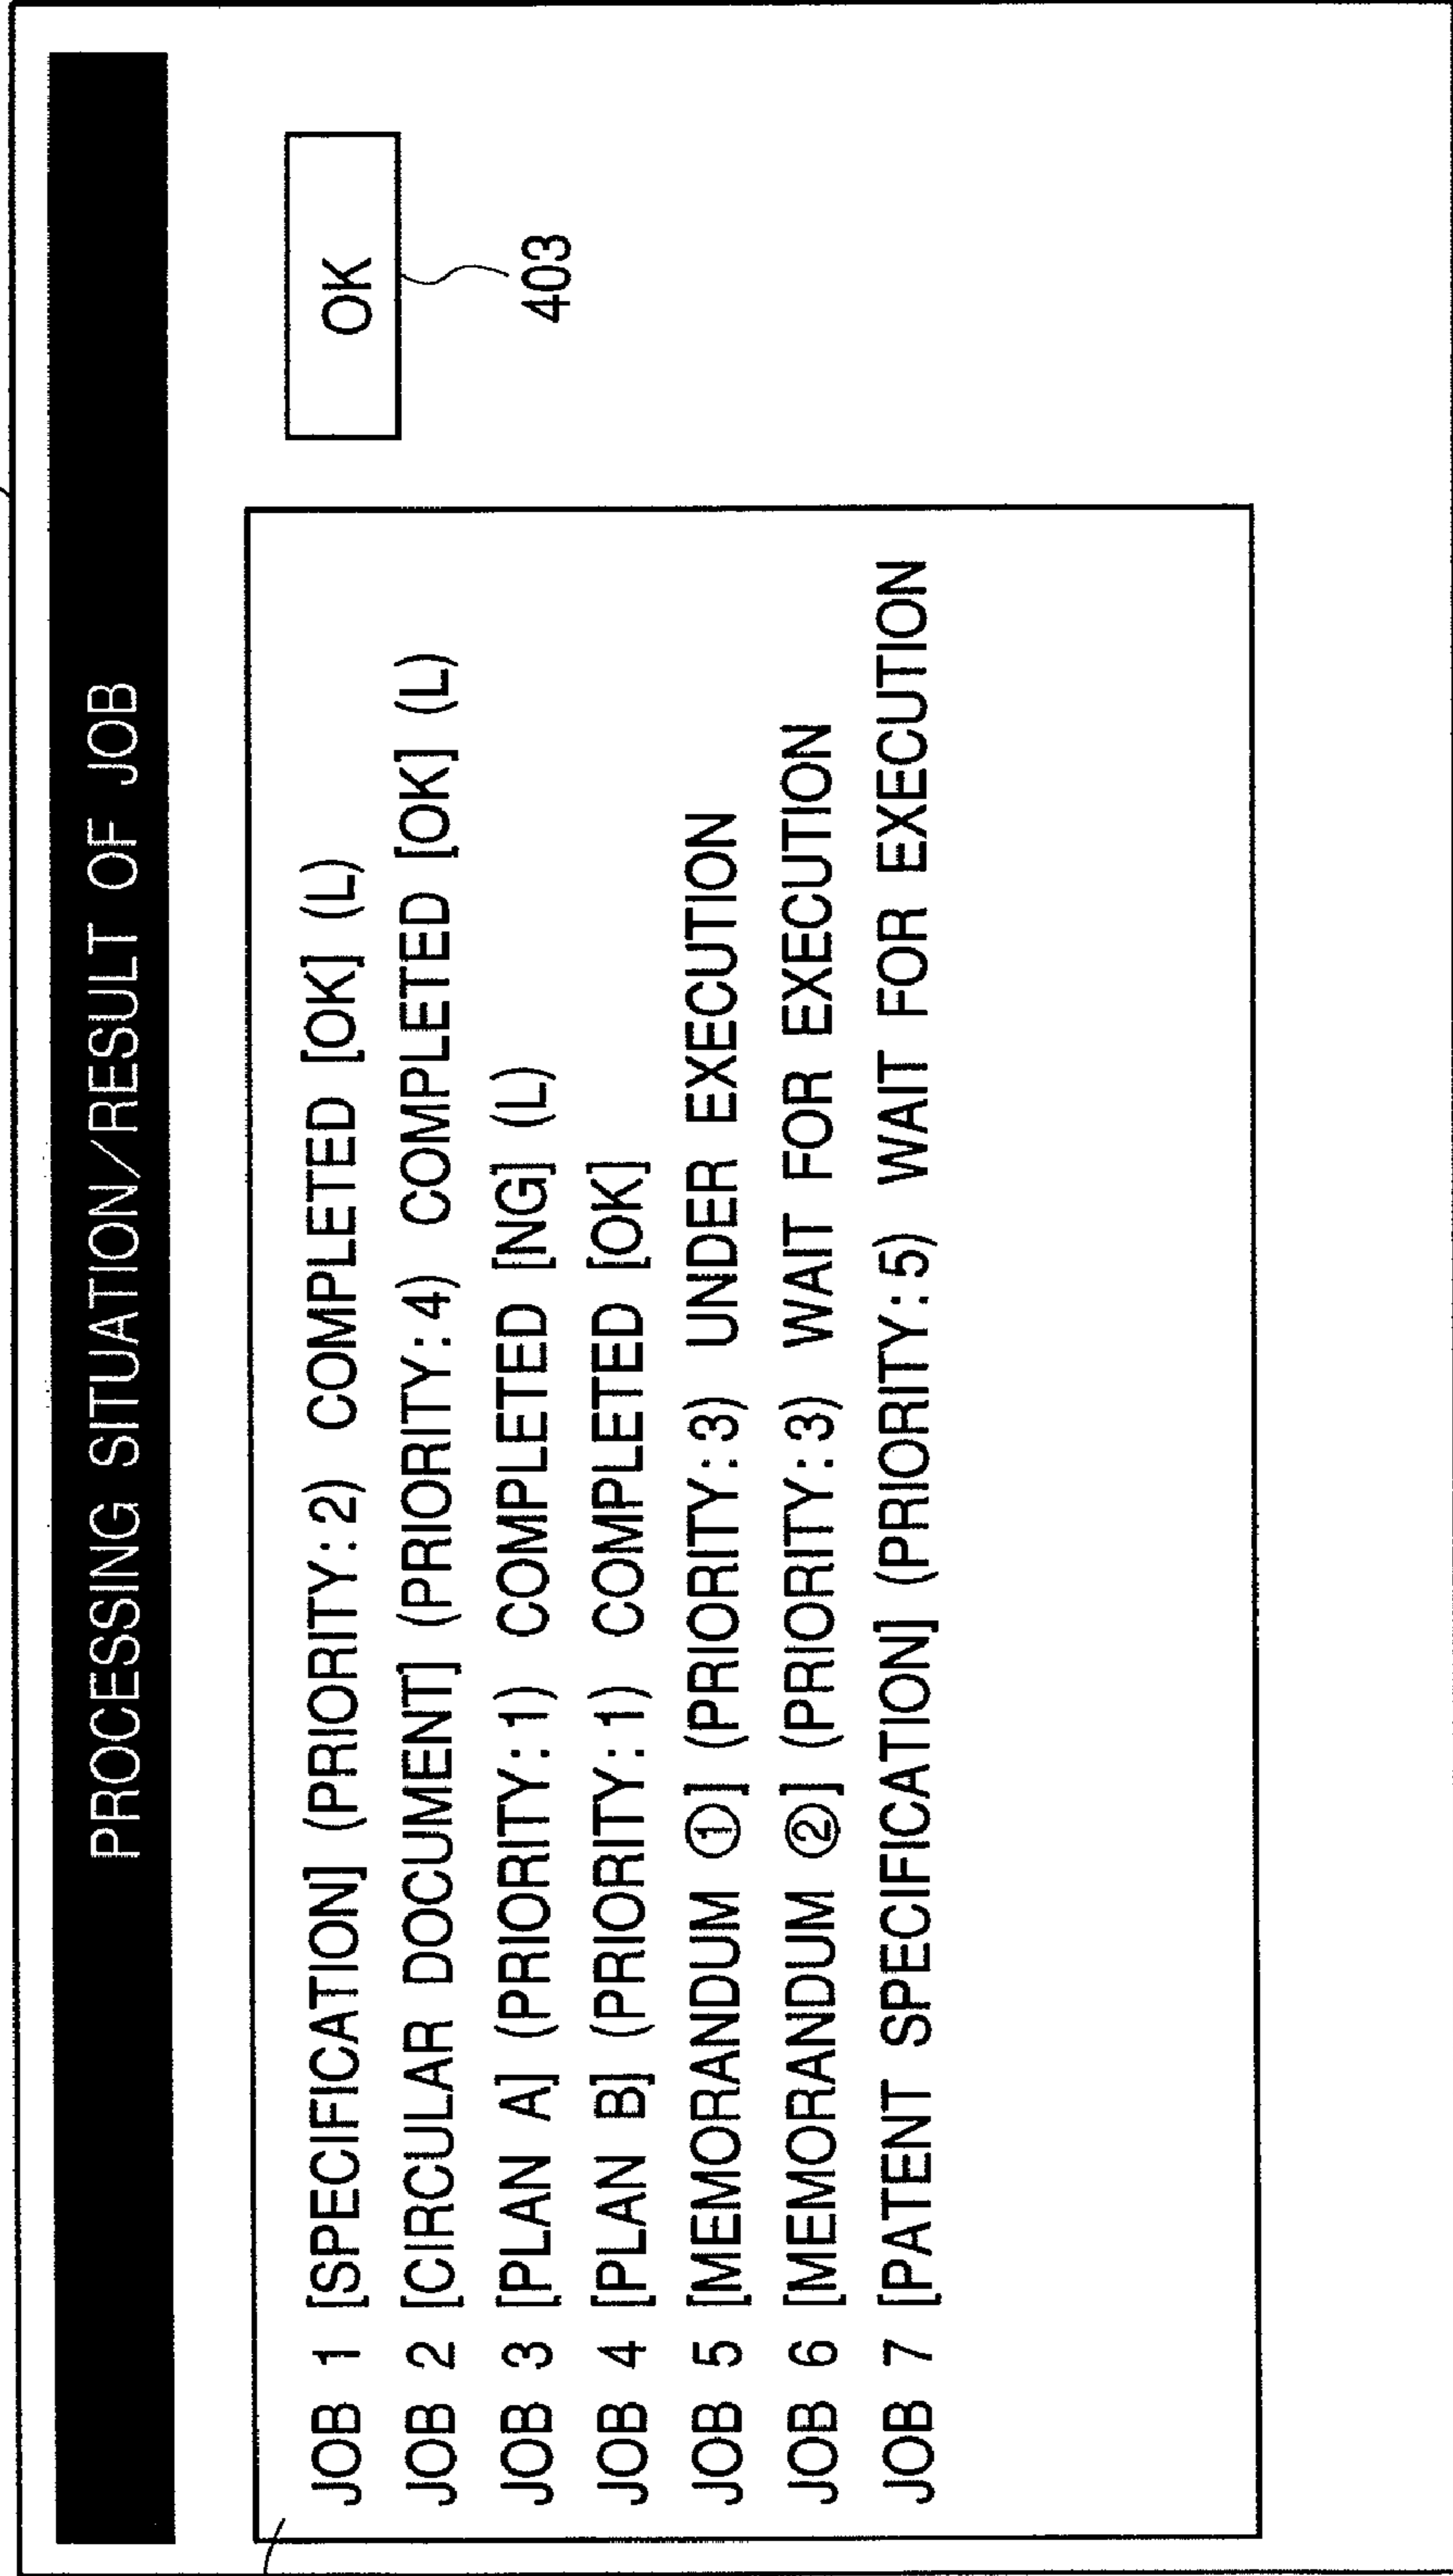 PROCESSING SITUATION/RESULT OF JOB
JOB 1 [SPECIFICATION] (PRIORITY:2) COMPLETED [OK] (L)
JOB 2 [CIRCULAR DOCUMENT] (PRIORITY:4) COMPLETED [OK] (L)
JOB 3 [PLAN A] (PRIORITY:1) COMPLETED [NG] (L)
JOB 4 [PLAN B] (PRIORITY:1) COMPLETED [OK]
JOB 5 [MEMORANDUM ①] (PRIORITY:3) UNDER EXECUTION
JOB 6 [MEMORANDUM ②] (PRIORITY:3) WAIT FOR EXECUTION
JOB 7 [PATENT SPECIFICATION] (PRIORITY:5) WAIT FOR EXECUTION
OK
403